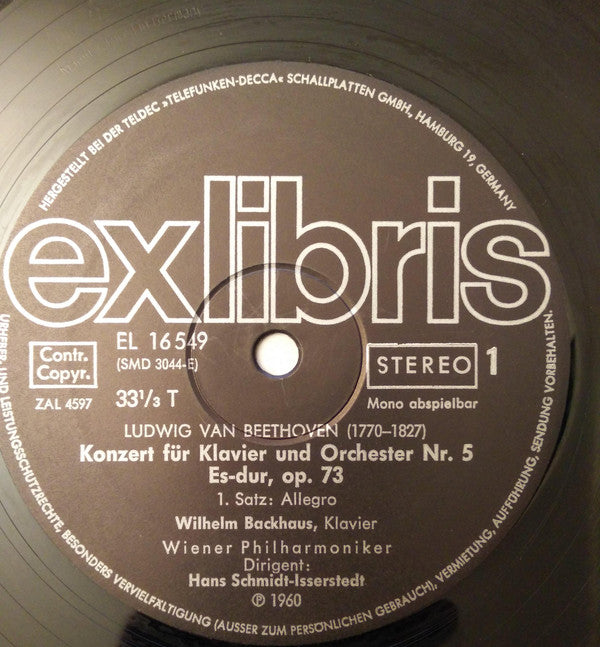 HERGESTELLT BEI DER TELDEC »TELEFUNKEN-DECCA« SCHALLPLATTEN GMBH, HAMBURG 19, GERMANY
exlibris
EL 16549
(SMD 3044-E)
Contr.
Copyr.
ZAL 4597
33⅓ T
STEREO
1
Mono abspielbar
LUDWIG VAN BEETHOVEN (1770–1827)
Konzert für Klavier und Orchester Nr. 5
Es-dur, op. 73
1. Satz: Allegro
Wilhelm Backhaus, Klavier
Wiener Philharmoniker
Dirigent:
Hans Schmidt-Isserstedt
℗ 1960
URHEBER- UND LEISTUNGSSCHUTZRECHTE, BESONDERS VERVIELFÄLTIGUNG (AUSSER ZUM PERSÖNLICHEN GEBRAUCH), VERMIETUNG, AUFFÜHRUNG, SENDUNG VORBEHALTEN.